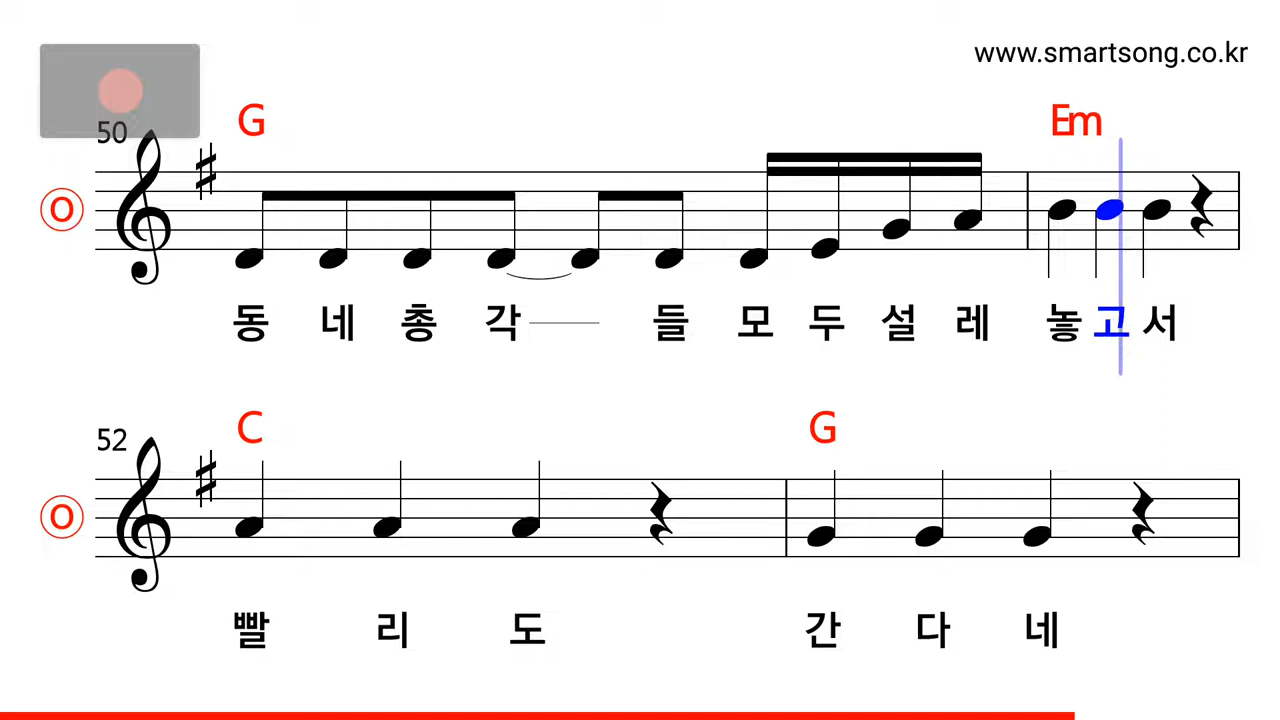 www.smartsong.co.kr
50
G Em
O
동 네 총 각 들 모 두 설 레 놓 고 서
52
C G
O
빨 리 도 간 다 네